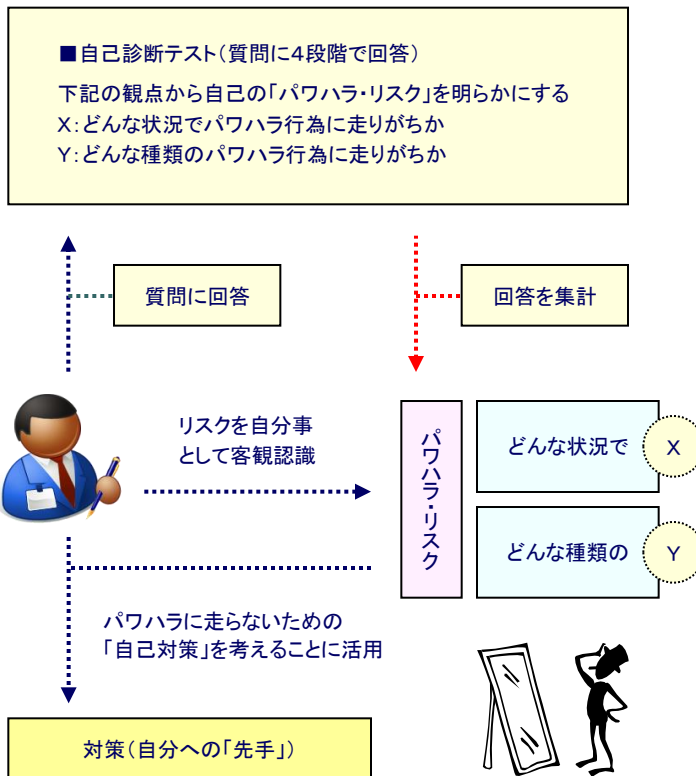 ■自己診断テスト（質問に４段階で回答）
下記の観点から自己の「パワハラ・リスク」を明らかにする
Ｘ：どんな状況でパワハラ行為に走りがちか
Ｙ：どんな種類のパワハラ行為に走りがちか
質問に回答
回答を集計
リスクを自分事
として客観認識
パワハラ・リスク
どんな状況で
Ｘ
どんな種類の
Ｙ
パワハラに走らないための
「自己対策」を考えることに活用
対策（自分への「先手」）